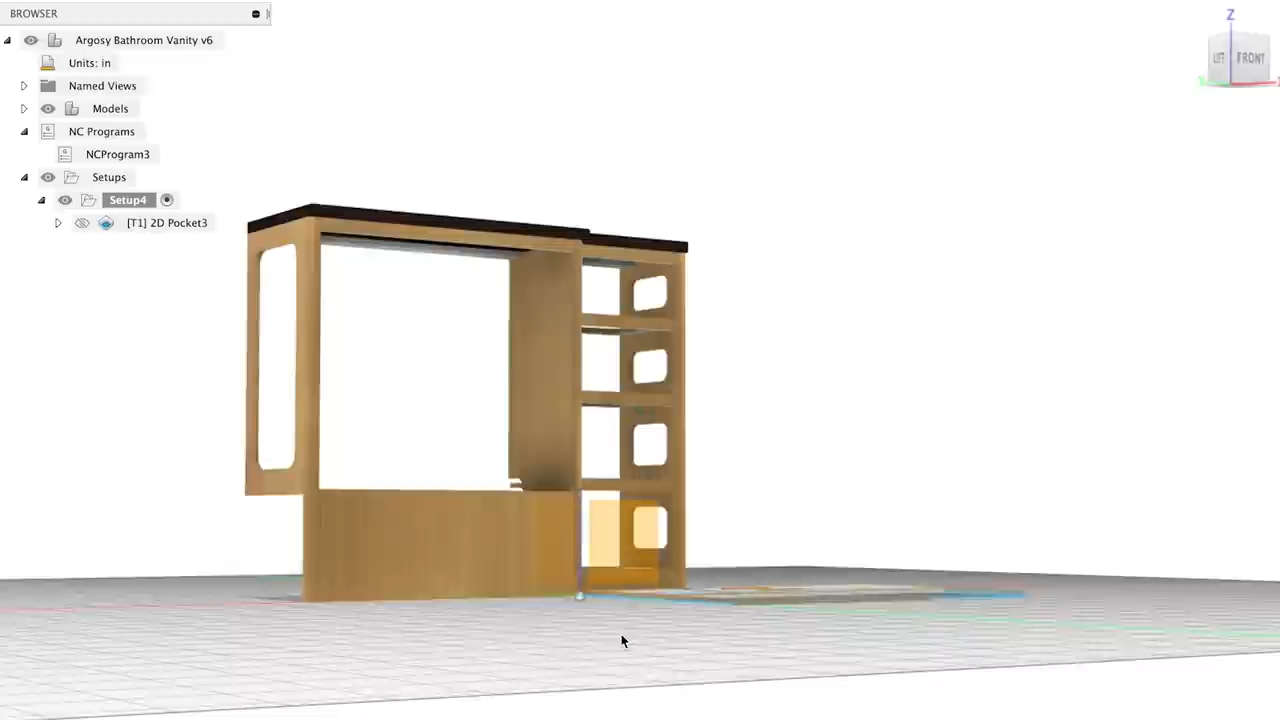 BROWSER
Argosy Bathroom Vanity v6
Units: in
Named Views
Models
NC Programs
NCProgram3
Setups
Setup4
[T1] 2D Pocket3
Z
FRONT